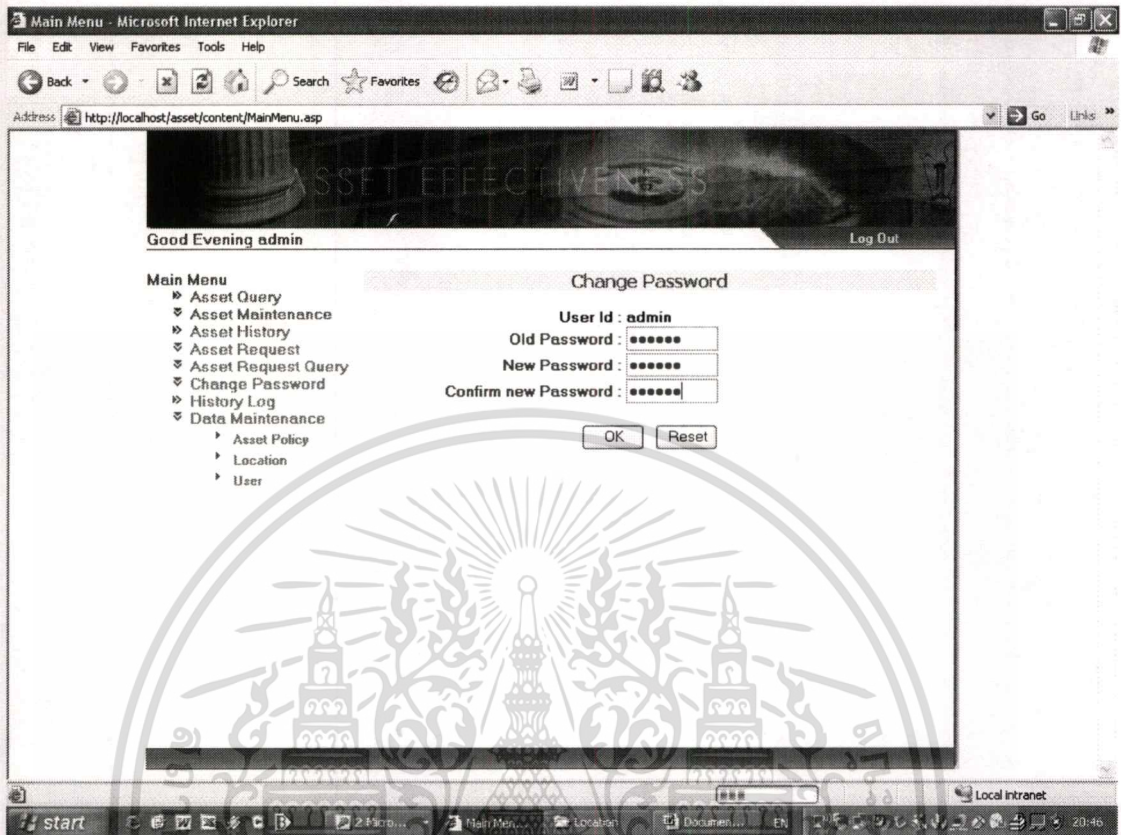 Main Menu - Microsoft Internet Explorer
File Edit View Favorites Tools Help
Back Search Favorites
Address http://localhost/asset/content/MainMenu.asp Go Links »
ASSET EFFECTIVENESS
Good Evening admin Log Out
Main Menu
Asset Query
Asset Maintenance
Asset History
Asset Request
Asset Request Query
Change Password
History Log
Data Maintenance
Asset Policy
Location
User
Change Password
User Id : admin
Old Password : ●●●●●●
New Password : ●●●●●●
Confirm new Password : ●●●●●●
OK Reset
Local intranet
start 2 Micro... Main Men... Location Documen... EN 20:46